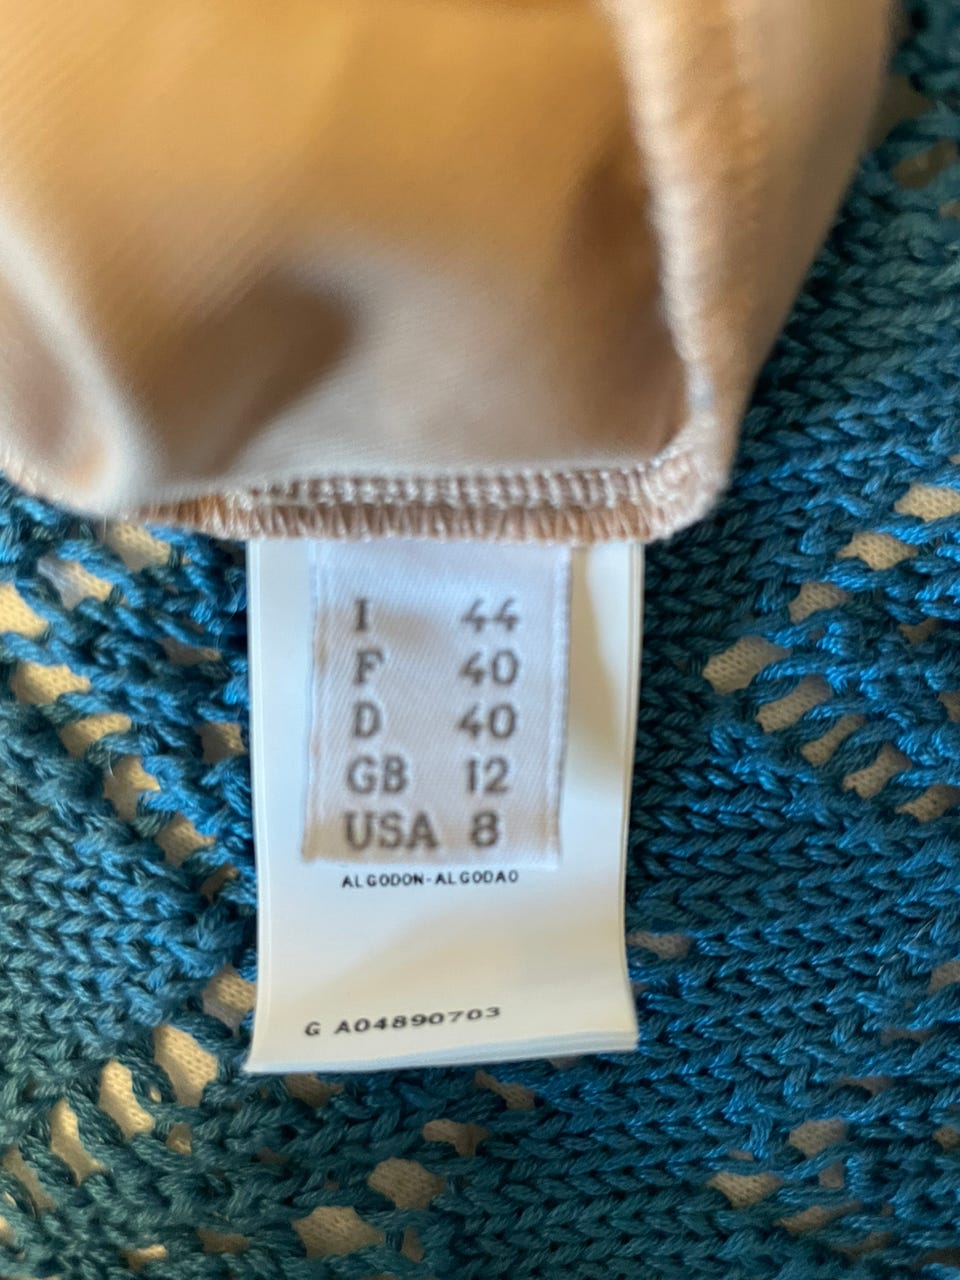 I 44
F 40
D 40
GB 12
USA 8
ALGODON-ALGODAO
G A04890703